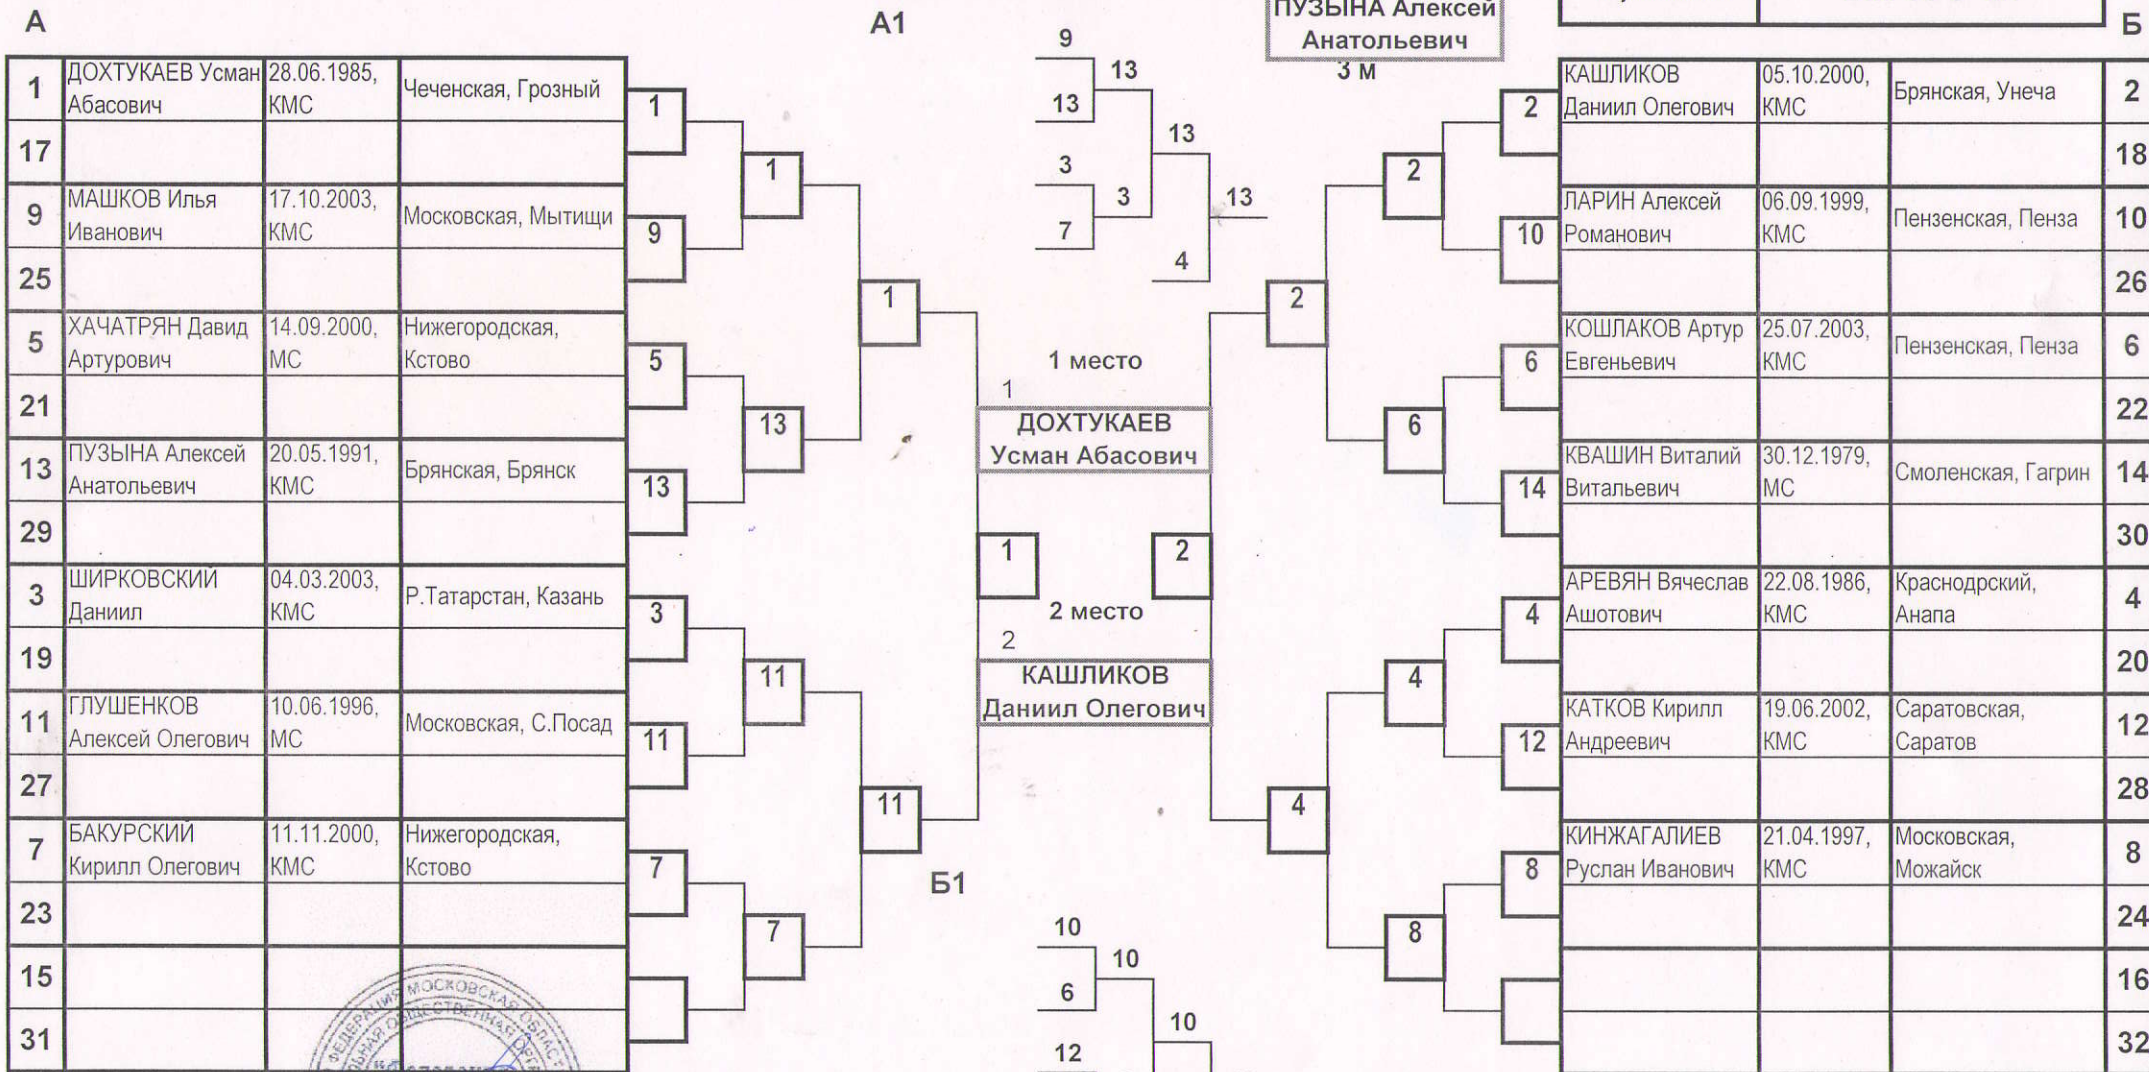 А
А1
ПУЗЫНА Алексей
Анатольевич
3 м
Б
1 ДОХТУКАЕВ Усман 28.06.1985, Чеченская, Грозный
Абасович КМС
17
9 МАШКОВ Илья 17.10.2003, Московская, Мытищи
Иванович КМС
25
5 ХАЧАТРЯН Давид 14.09.2000, Нижегородская,
Артурович МС Кстово
21
13 ПУЗЫНА Алексей 20.05.1991, Брянская, Брянск
Анатольевич КМС
29
3 ШИРКОВСКИЙ 04.03.2003, Р.Татарстан, Казань
Даниил КМС
19
11 ГЛУШЕНКОВ 10.06.1996, Московская, С.Посад
Алексей Олегович МС
27
7 БАКУРСКИЙ 11.11.2000, Нижегородская,
Кирилл Олегович КМС Кстово
23
15
31
1
9
5
13
3
11
7
1
13
11
7
1
11
9
13
3
7
13
3
13
4
13
1 место
1
ДОХТУКАЕВ
Усман Абасович
1
2
2 место
2
КАШЛИКОВ
Даниил Олегович
Б1
10
6
12
10
10
2
4
2
6
4
8
2
10
6
14
4
12
8
КАШЛИКОВ 05.10.2000, Брянская, Унеча 2
Даниил Олегович КМС
18
ЛАРИН Алексей 06.09.1999, Пензенская, Пенза 10
Романович КМС
26
КОШЛАКОВ Артур 25.07.2003, Пензенская, Пенза 6
Евгеньевич КМС
22
КВАШИН Виталий 30.12.1979, Смоленская, Гагрин 14
Витальевич МС
30
АРЕВЯН Вячеслав 22.08.1986, Краснодрский, 4
Ашотович КМС Анапа
20
КАТКОВ Кирилл 19.06.2002, Саратовская, 12
Андреевич КМС Саратов
28
КИНЖАГАЛИЕВ 21.04.1997, Московская, 8
Руслан Иванович КМС Можайск
24
16
32
ФЕДЕРАЦИЯ МОСКОВСКАЯ
ОБЩЕСТВЕННАЯ